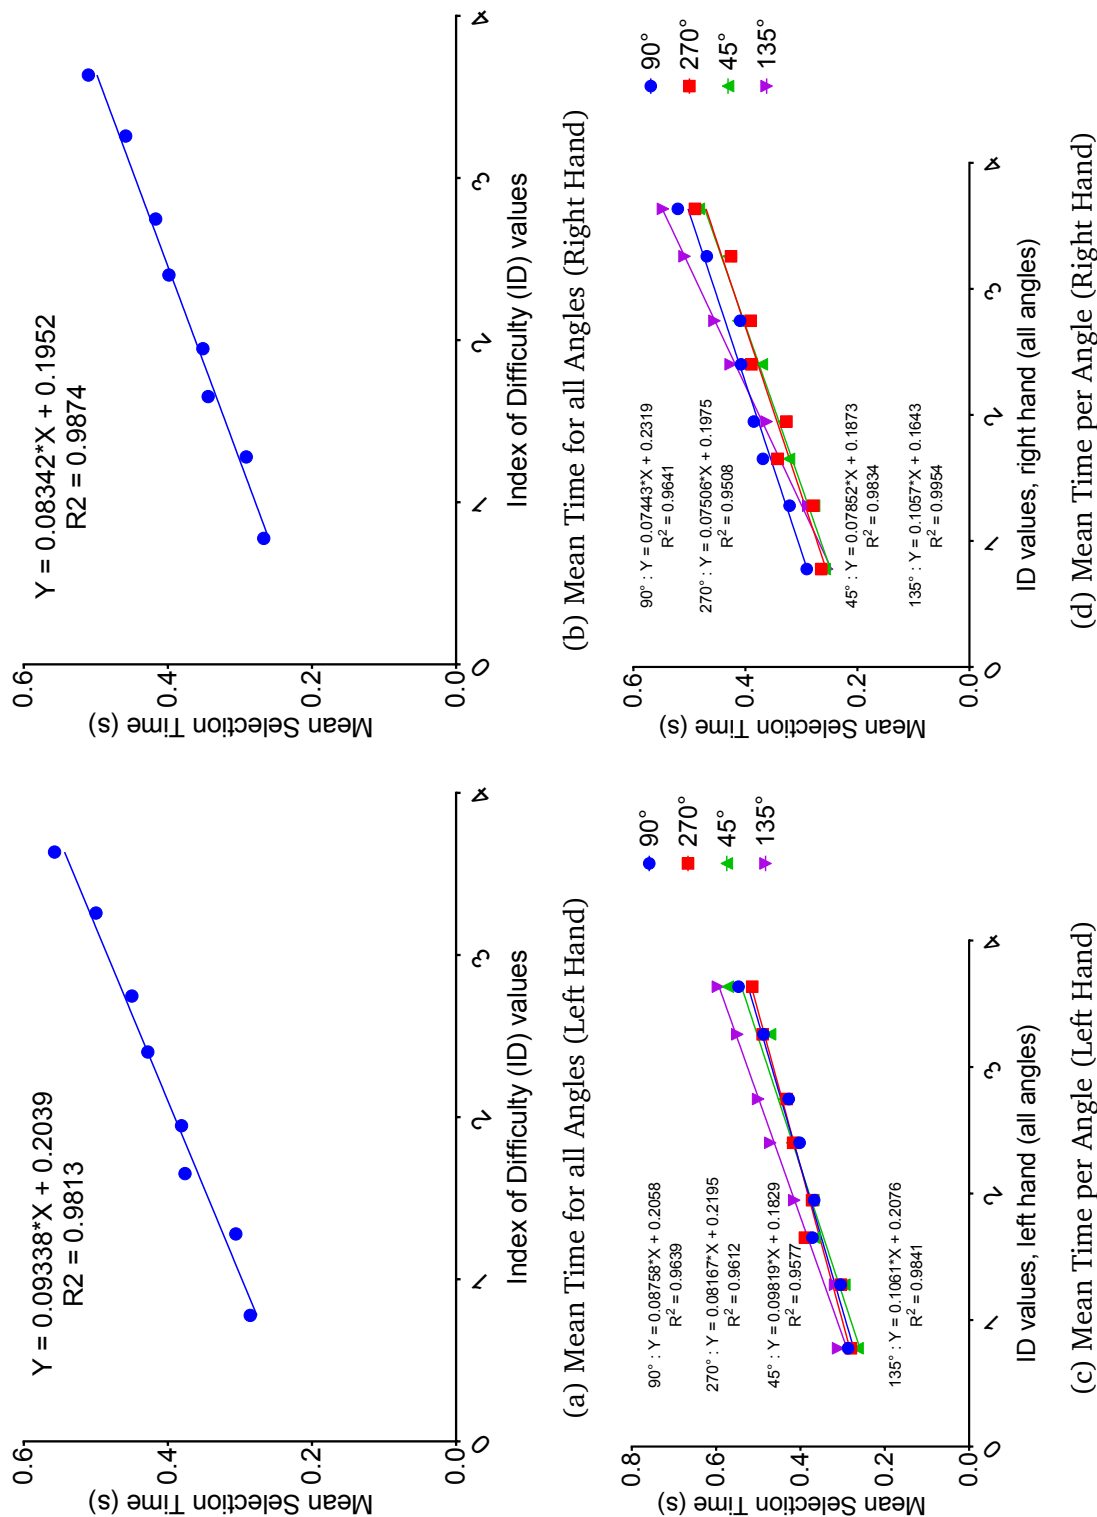 Y = 0.09338*X + 0.2039
R2 = 0.9813
0.6
0.4
0.2
0.0
Mean Selection Time (s)
0
1
2
3
4
Index of Difficulty (ID) values
(a) Mean Time for all Angles (Left Hand)
Y = 0.08342*X + 0.1952
R2 = 0.9874
0.6
0.4
0.2
0.0
Mean Selection Time (s)
0
1
2
3
4
Index of Difficulty (ID) values
(b) Mean Time for all Angles (Right Hand)
0.8
0.6
0.4
0.2
0.0
Mean Selection Time (s)
90° : Y = 0.08758*X + 0.2058
R² = 0.9639
270° : Y = 0.08167*X + 0.2195
R² = 0.9612
45° : Y = 0.09819*X + 0.1829
R² = 0.9577
135° : Y = 0.1061*X + 0.2076
R² = 0.9841
90°
270°
45°
135°
0
1
2
3
4
ID values, left hand (all angles)
(c) Mean Time per Angle (Left Hand)
0.6
0.4
0.2
0.0
Mean Selection Time (s)
90° : Y = 0.07443*X + 0.2319
R² = 0.9641
270° : Y = 0.07506*X + 0.1975
R² = 0.9508
45° : Y = 0.07852*X + 0.1873
R² = 0.9834
135° : Y = 0.1057*X + 0.1643
R² = 0.9954
90°
270°
45°
135°
0
1
2
3
4
ID values, right hand (all angles)
(d) Mean Time per Angle (Right Hand)